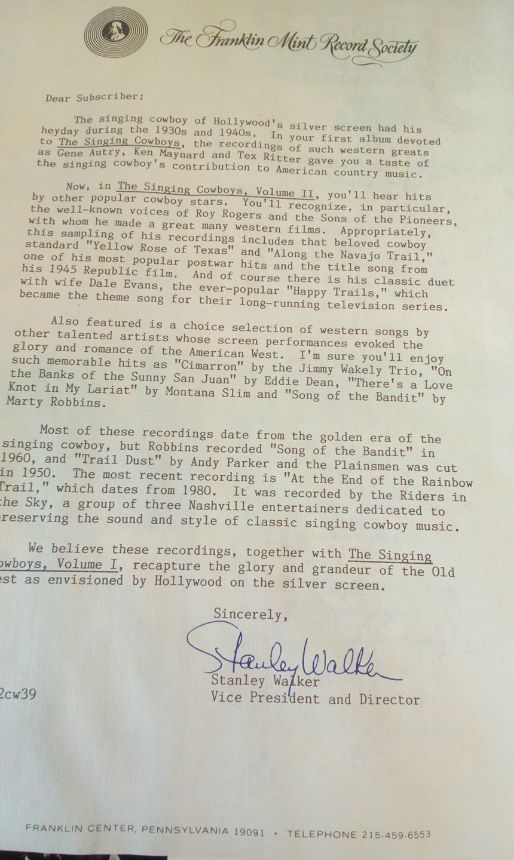 The Franklin Mint Record Society
Dear Subscriber:
The singing cowboy of Hollywood's silver screen had his
heyday during the 1930s and 1940s. In your first album devoted
to The Singing Cowboys, the recordings of such western greats
as Gene Autry, Ken Maynard and Tex Ritter gave you a taste of
the singing cowboy's contribution to American country music.
Now, in The Singing Cowboys, Volume II, you'll hear hits
by other popular cowboy stars. You'll recognize, in particular,
the well-known voices of Roy Rogers and the Sons of the Pioneers,
with whom he made a great many western films. Appropriately,
this sampling of his recordings includes that beloved cowboy
standard "Yellow Rose of Texas" and "Along the Navajo Trail,"
one of his most popular postwar hits and the title song from
his 1945 Republic film. And of course there is his classic duet
with wife Dale Evans, the ever-popular "Happy Trails," which
became the theme song for their long-running television series.
Also featured is a choice selection of western songs by
other talented artists whose screen performances evoked the
glory and romance of the American West. I'm sure you'll enjoy
such memorable hits as "Cimarron" by the Jimmy Wakely Trio, "On
the Banks of the Sunny San Juan" by Eddie Dean, "There's a Love
Knot in My Lariat" by Montana Slim and "Song of the Bandit" by
Marty Robbins.
Most of these recordings date from the golden era of the
singing cowboy, but Robbins recorded "Song of the Bandit" in
1960, and "Trail Dust" by Andy Parker and the Plainsmen was cut
in 1950. The most recent recording is "At the End of the Rainbow
Trail," which dates from 1980. It was recorded by the Riders in
the Sky, a group of three Nashville entertainers dedicated to
reserving the sound and style of classic singing cowboy music.
We believe these recordings, together with The Singing
owboys, Volume I, recapture the glory and grandeur of the Old
est as envisioned by Hollywood on the silver screen.
Sincerely,
Stanley Walker
Stanley Walker
Vice President and Director
2cw39
FRANKLIN CENTER, PENNSYLVANIA 19091 • TELEPHONE 215-459-6553